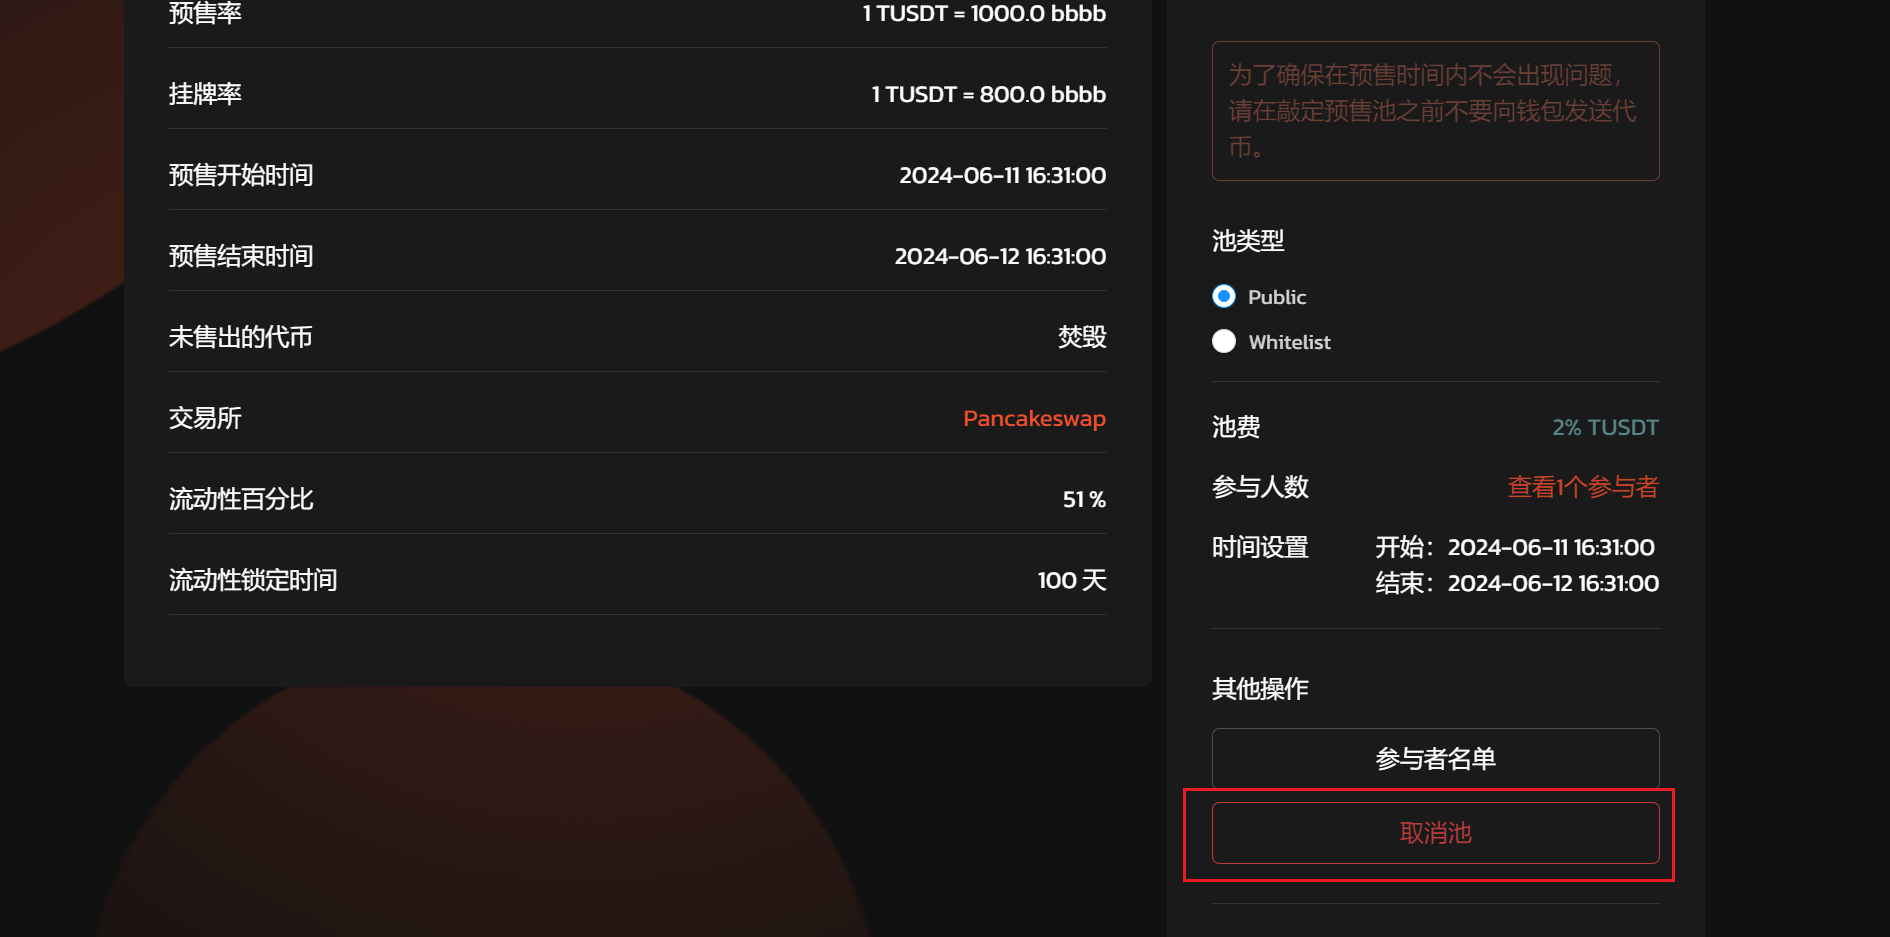 预售率 1 TUSDT = 1000.0 bbbb
挂牌率 1 TUSDT = 800.0 bbbb
预售开始时间 2024-06-11 16:31:00
预售结束时间 2024-06-12 16:31:00
未售出的代币 焚毁
交易所 Pancakeswap
流动性百分比 51 %
流动性锁定时间 100 天
为了确保在预售时间内不会出现问题，
请在敲定预售池之前不要向钱包发送代
币。
池类型
Public
Whitelist
池费 2% TUSDT
参与人数 查看1个参与者
时间设置 开始：2024-06-11 16:31:00
结束：2024-06-12 16:31:00
其他操作
参与者名单
取消池